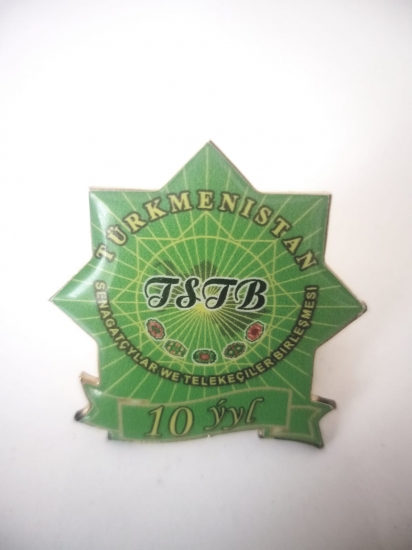 TÜRKMENISTAN
TSTB
SENAGATÇYLAR WE TELEKEÇILER BIRLEŞMESI
10 ýyl